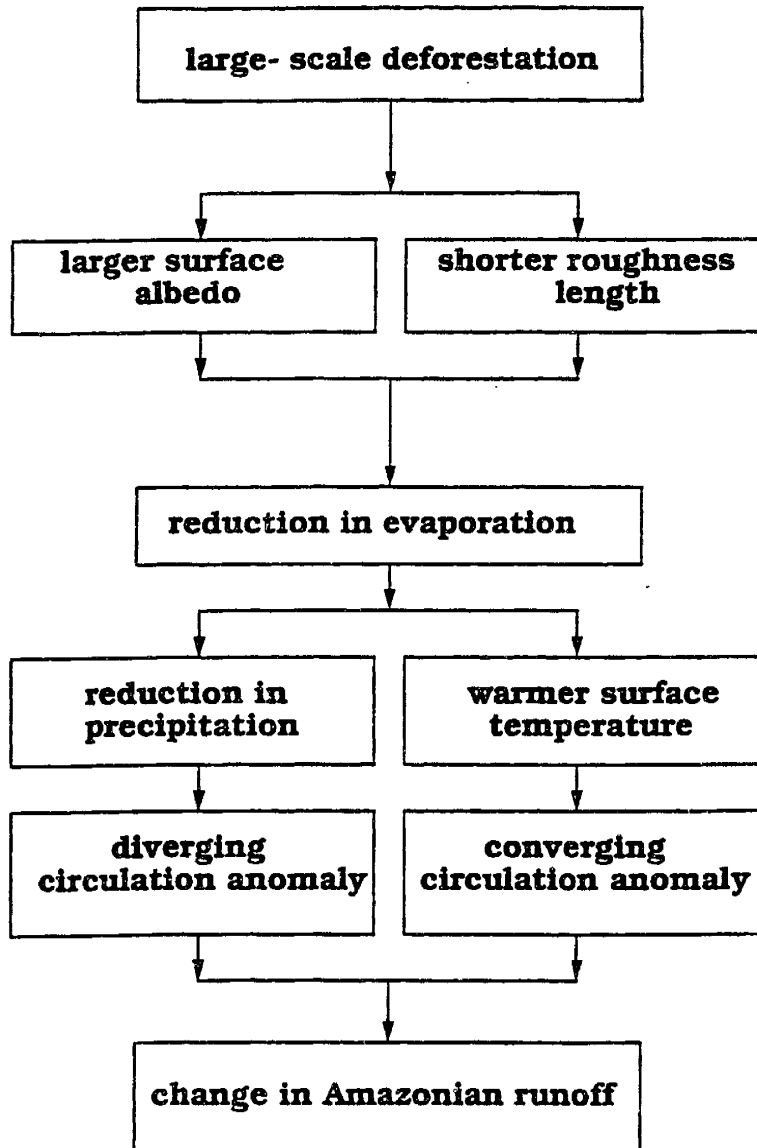 large- scale deforestation
larger surface
albedo
shorter roughness
length
reduction in evaporation
reduction in
precipitation
warmer surface
temperature
diverging
circulation anomaly
converging
circulation anomaly
change in Amazonian runoff